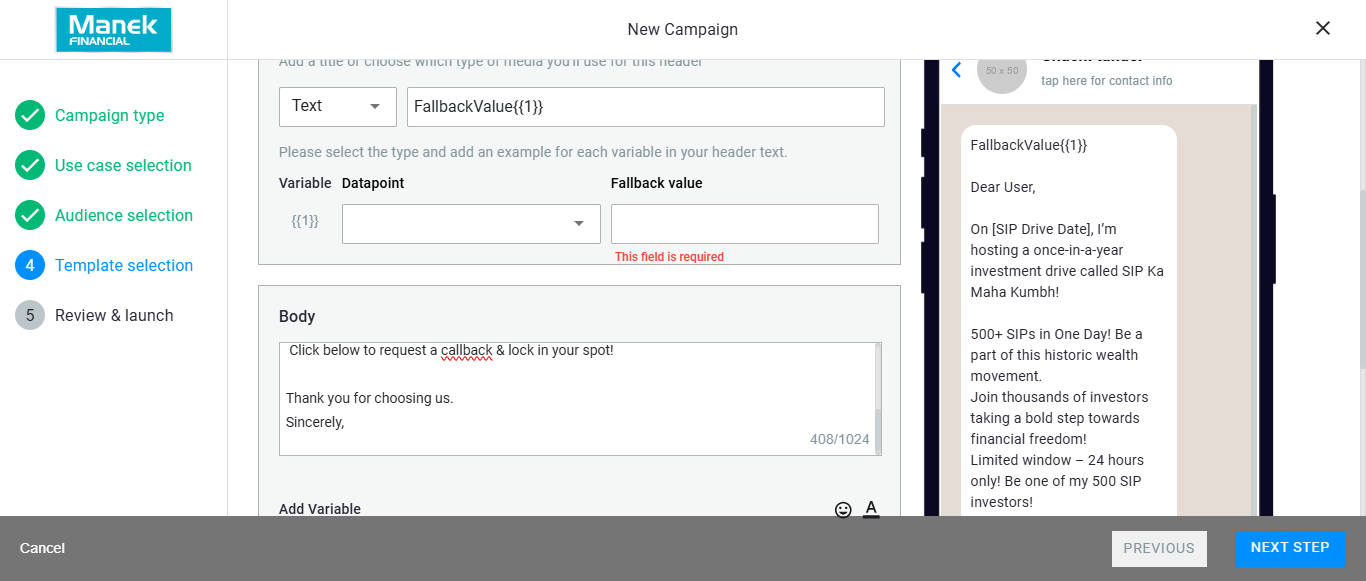 Manek
FINANCIAL
New Campaign
Campaign type
Use case selection
Audience selection
4 Template selection
5 Review & launch
Add a title or choose which type of media you'll use for this header
Text
FallbackValue{{1}}
Please select the type and add an example for each variable in your header text.
Variable Datapoint Fallback value
{{1}}
This field is required
Body
Click below to request a callback & lock in your spot!
Thank you for choosing us.
Sincerely,
408/1024
Add Variable
A
50 x 50
tap here for contact info
FallbackValue{{1}}
Dear User,
On [SIP Drive Date], I’m
hosting a once-in-a-year
investment drive called SIP Ka
Maha Kumbh!
500+ SIPs in One Day! Be a
part of this historic wealth
movement.
Join thousands of investors
taking a bold step towards
financial freedom!
Limited window – 24 hours
only! Be one of my 500 SIP
investors!
Cancel
PREVIOUS
NEXT STEP